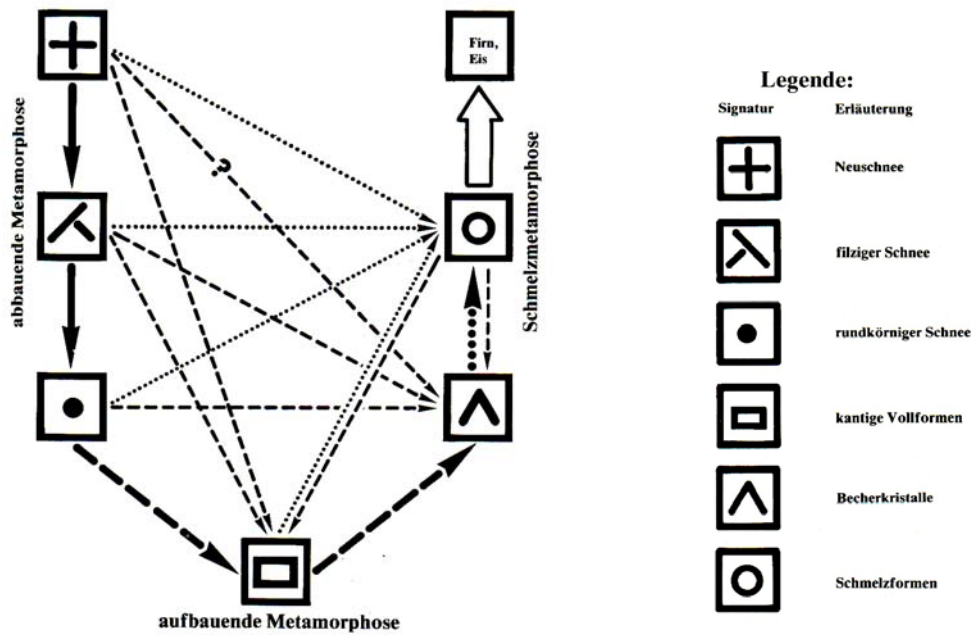 Firn,
Eis
abbauende Metamorphose
?
Schmelzmetamorphose
aufbauende Metamorphose
Legende:
Signatur Erläuterung
Neuschnee
filziger Schnee
rundkörniger Schnee
kantige Vollformen
Becherkristalle
Schmelzformen